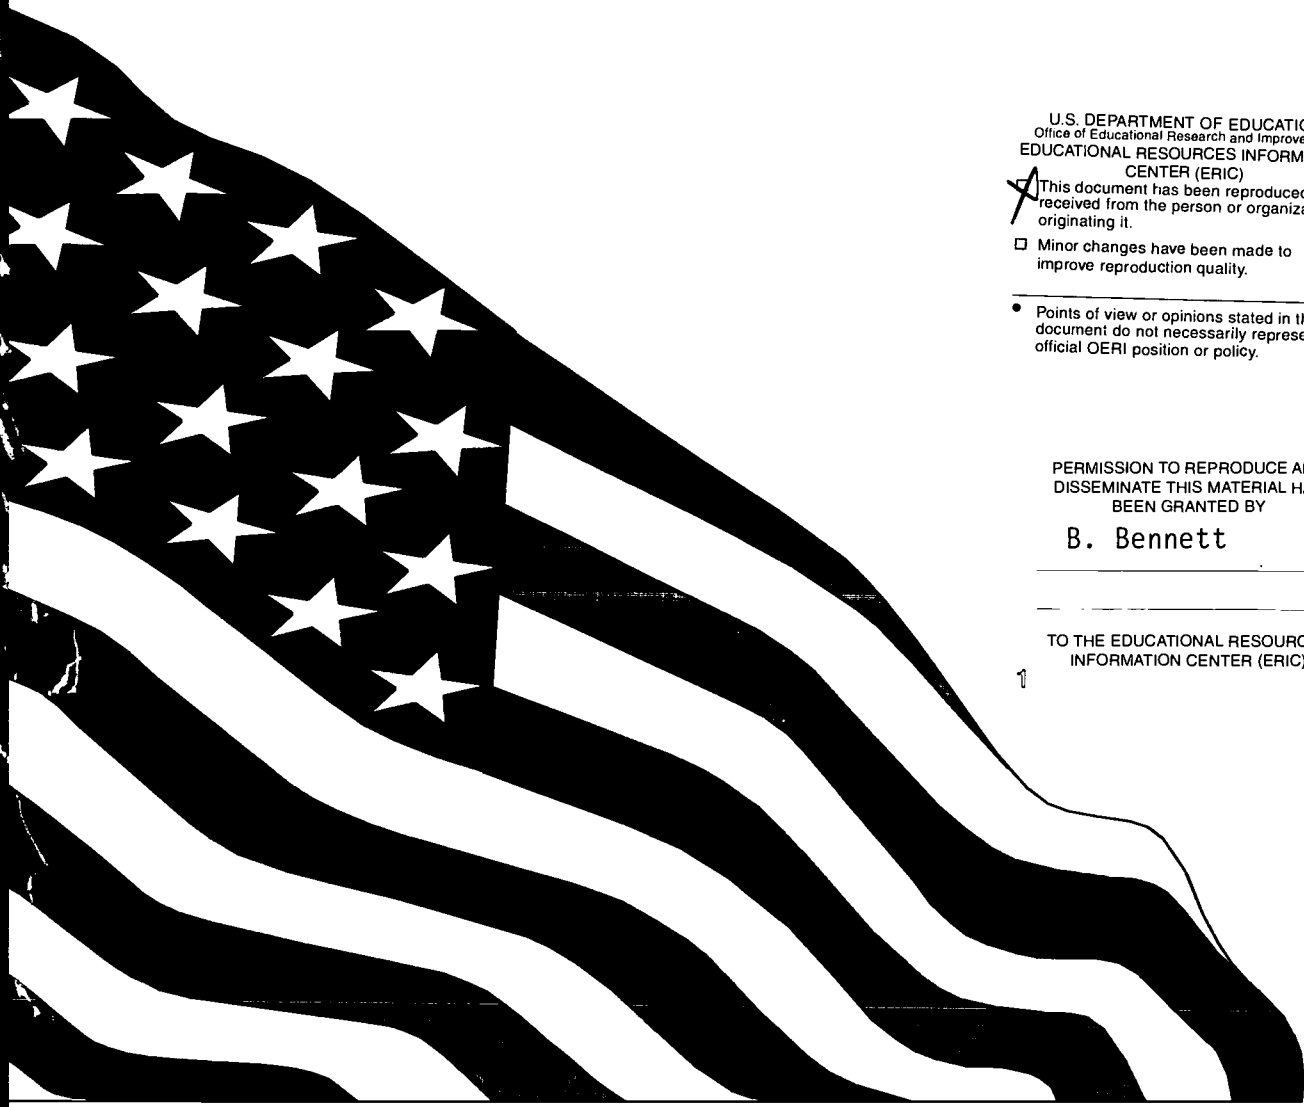 U.S. DEPARTMENT OF EDUCATIO
Office of Educational Research and Improve
EDUCATIONAL RESOURCES INFORM
CENTER (ERIC)
This document has been reproduced
received from the person or organiza
originating it.
□ Minor changes have been made to
improve reproduction quality.
• Points of view or opinions stated in th
document do not necessarily represe
official OERI position or policy.
PERMISSION TO REPRODUCE A
DISSEMINATE THIS MATERIAL H
BEEN GRANTED BY
B. Bennett
TO THE EDUCATIONAL RESOURC
INFORMATION CENTER (ERIC)
1